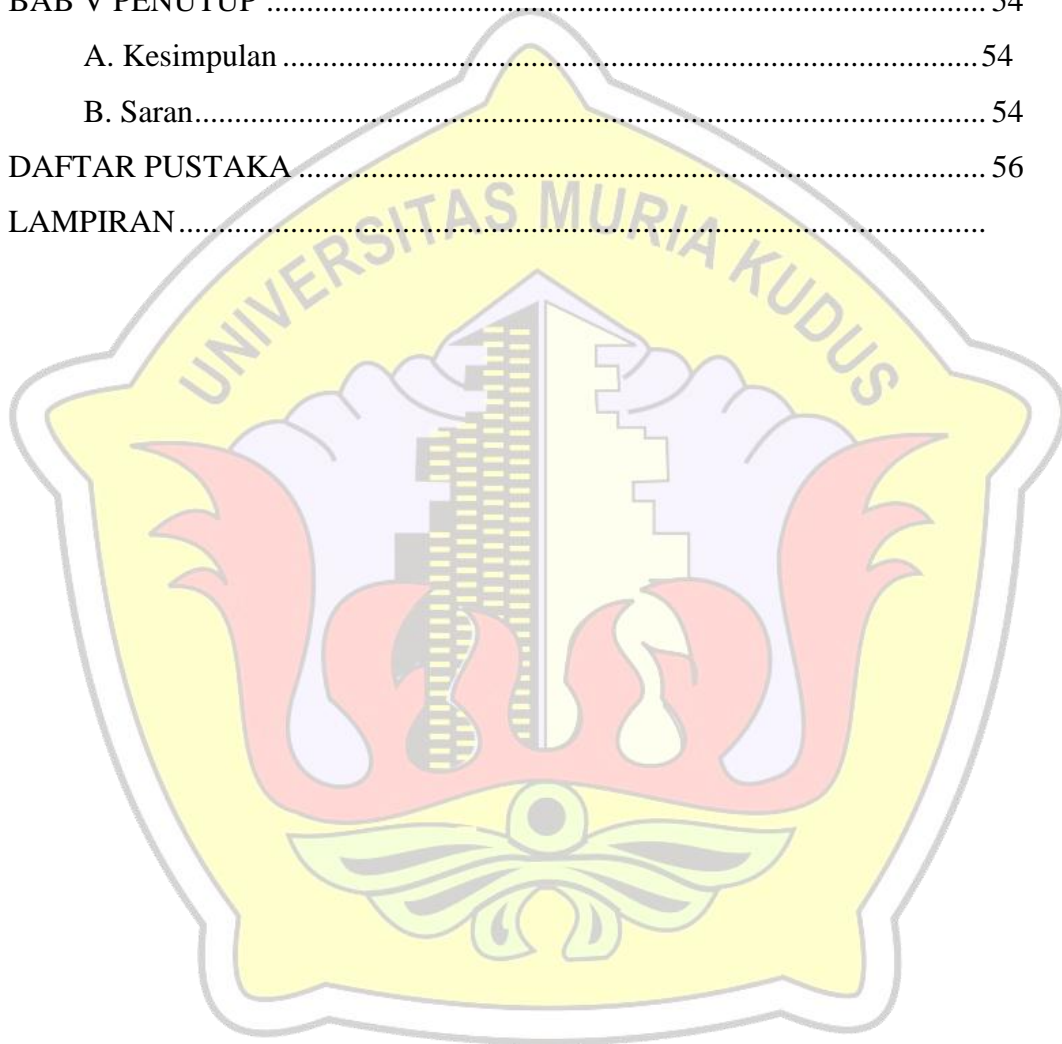 BAB V PENUTUP ........................................................................................... 54
A. Kesimpulan ........................................................................................... 54
B. Saran........................................................................................... 54
DAFTAR PUSTAKA ........................................................................................... 56
LAMPIRAN...........................................................................................
UNIVERSITAS MURIA KUDUS